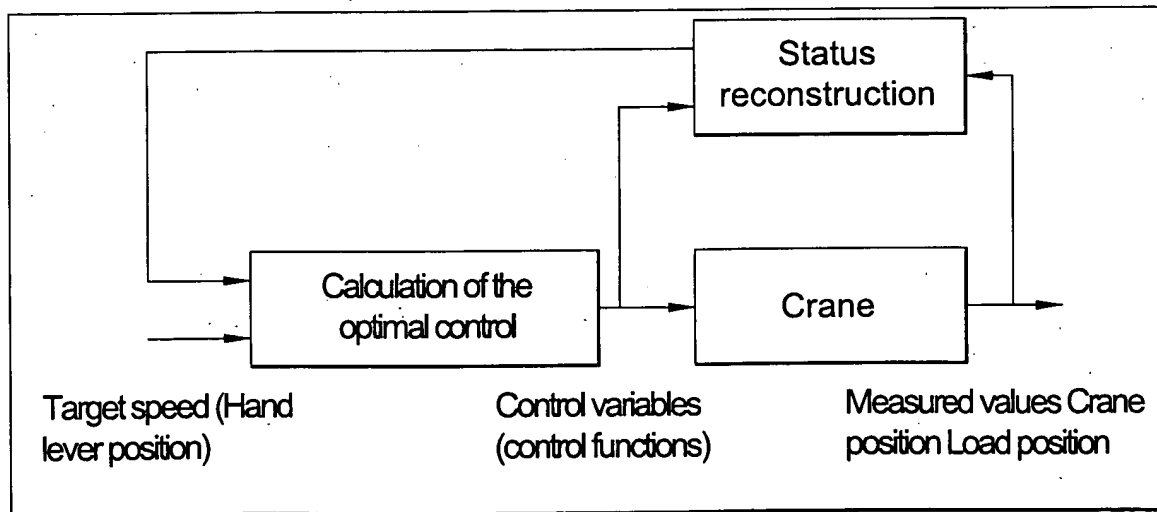 Status
reconstruction
Calculation of the
optimal control
Crane
Target speed (Hand
lever position)
Control variables
(control functions)
Measured values Crane
position Load position